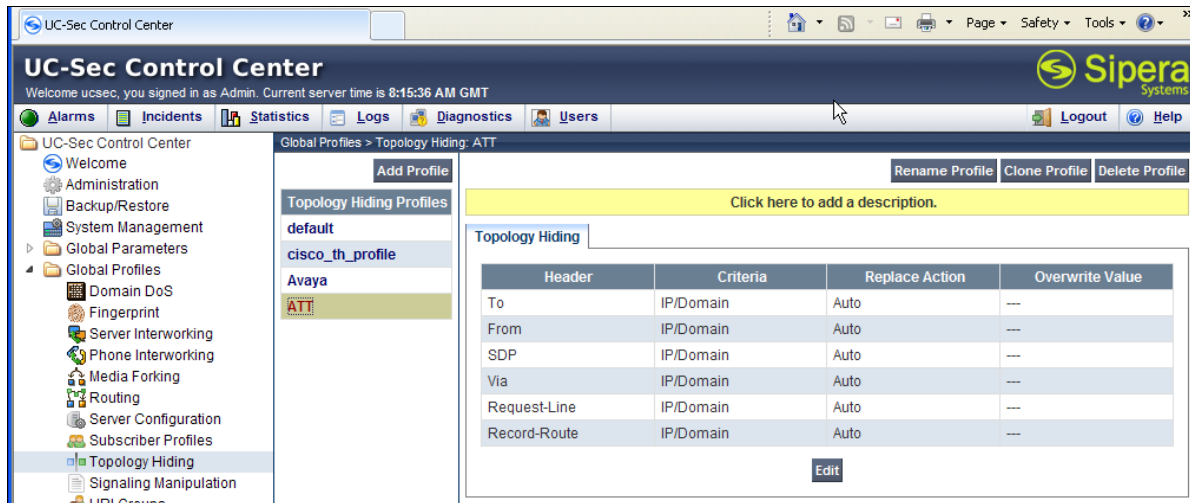 UC-Sec Control Center
Page Safety Tools
»
UC-Sec Control Center
Welcome ucsec, you signed in as Admin. Current server time is 8:15:36 AM GMT
Sipera
Systems
Alarms Incidents Statistics Logs Diagnostics Users Logout Help
UC-Sec Control Center
Welcome
Administration
Backup/Restore
System Management
Global Parameters
Global Profiles
Domain DoS
Fingerprint
Server Interworking
Phone Interworking
Media Forking
Routing
Server Configuration
Subscriber Profiles
Topology Hiding
Signaling Manipulation
URI Groups
Global Profiles > Topology Hiding: ATT
Add Profile
Topology Hiding Profiles
default
cisco_th_profile
Avaya
ATT
Rename Profile Clone Profile Delete Profile
Click here to add a description.
Topology Hiding
Header Criteria Replace Action Overwrite Value
To IP/Domain Auto ---
From IP/Domain Auto ---
SDP IP/Domain Auto ---
Via IP/Domain Auto ---
Request-Line IP/Domain Auto ---
Record-Route IP/Domain Auto ---
Edit